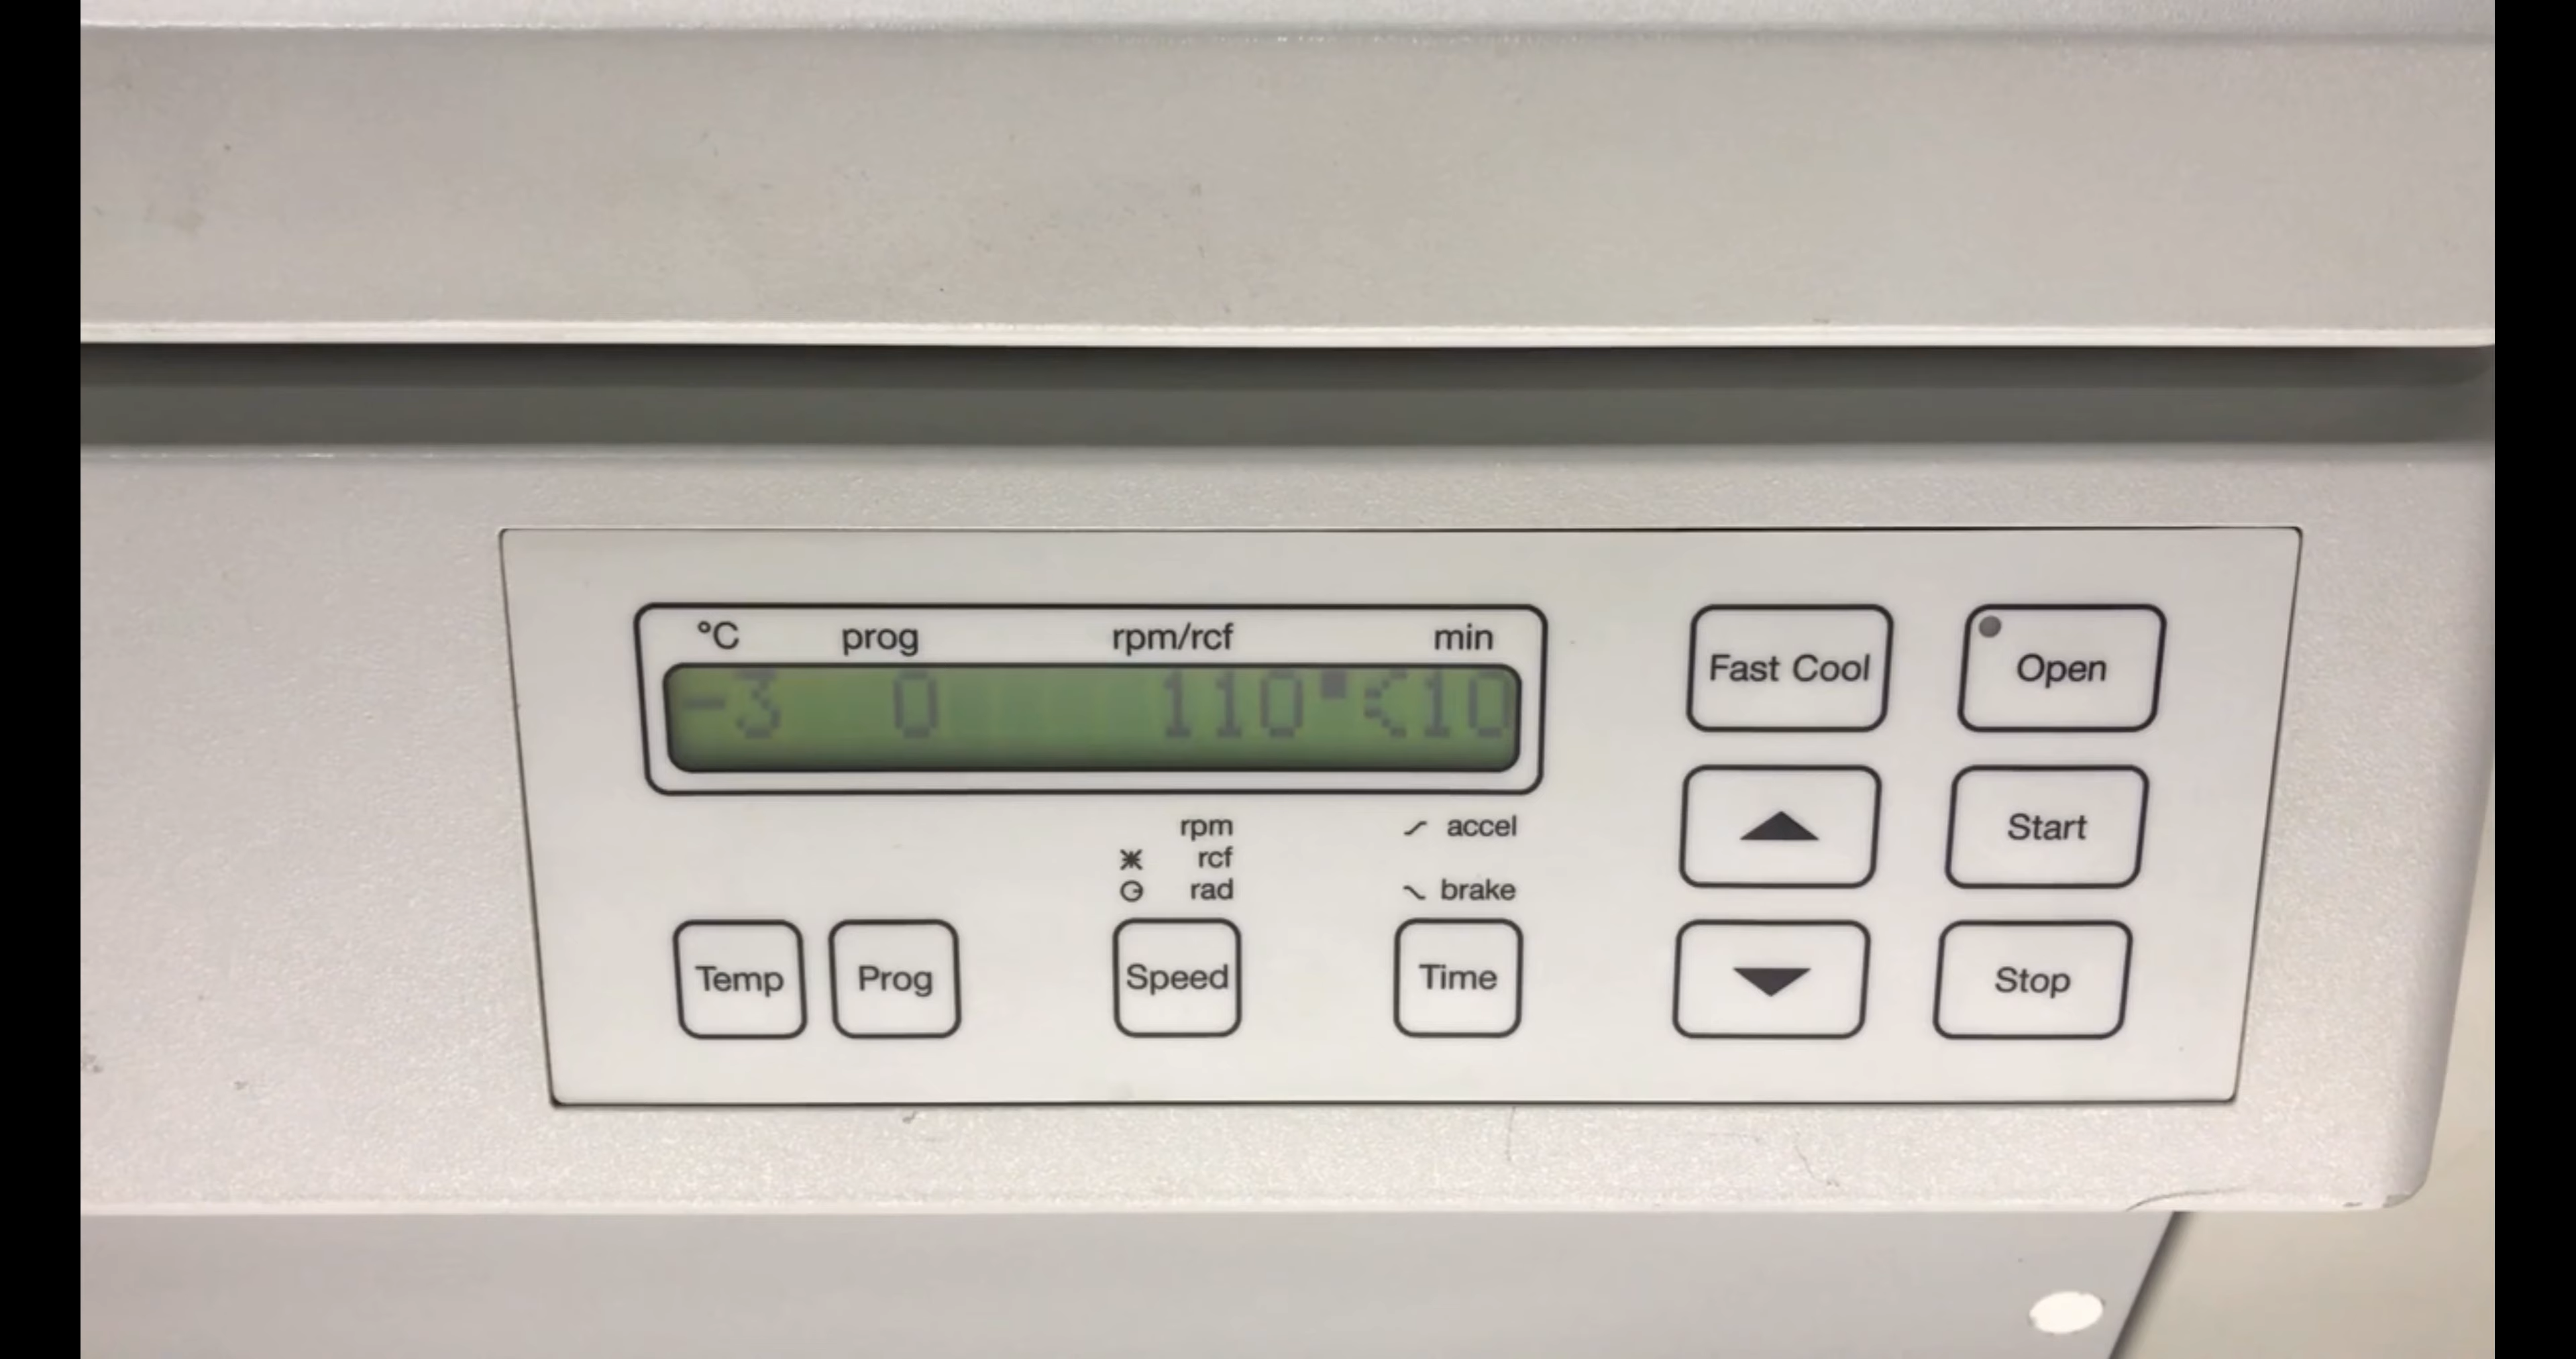 °C prog rpm/rcf min
-3 0 110 <10
rpm accel
rcf
rad brake
Temp Prog Speed Time
Fast Cool Open
Start
Stop